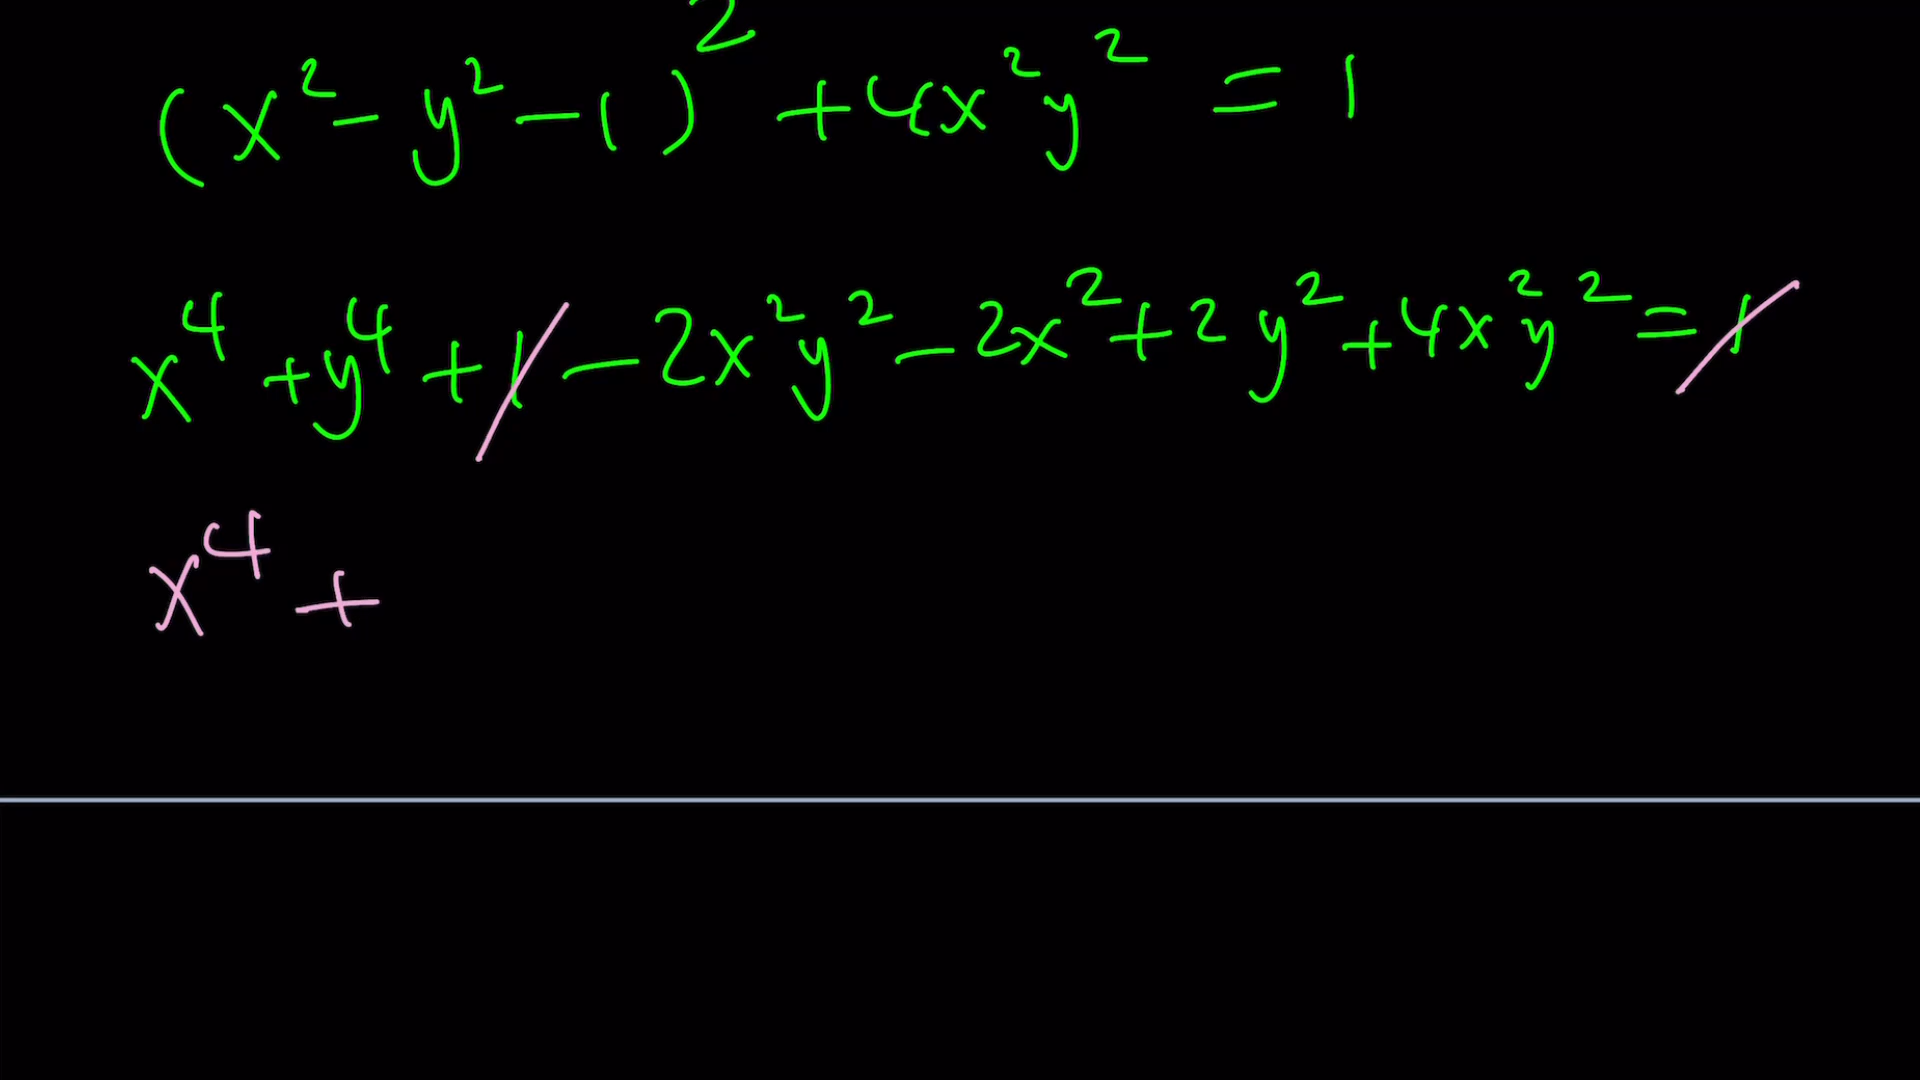 (x² - y² - 1)² + 4x²y² = 1
x⁴ + y⁴ + 1 - 2x²y² - 2x² + 2y² + 4x²y² = 1
x⁴ +